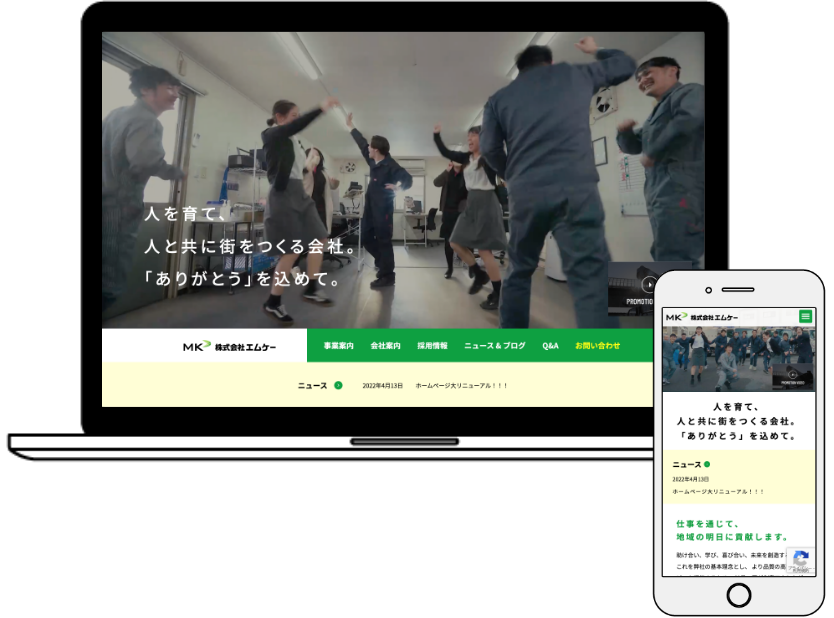 人を育て、
人と共に街をつくる会社。
「ありがとう」を込めて。
PROMOTIO
MK 株式会社エムケー
事業案内 会社案内 採用情報 ニュース & ブログ Q&A お問い合わせ
ニュース 2022年4月13日 ホームページ大リニューアル!!!
MK 株式会社エムケー
PROMOTION VIDEO
人を育て、
人と共に街をつくる会社。
「ありがとう」を込めて。
ニュース
2022年4月13日
ホームページ大リニューアル!!!
仕事を通じて、
地域の明日に貢献します。
助け合い、学び、喜び合い、未来を創造す
これを弊社の基本理念とし、より品質の高